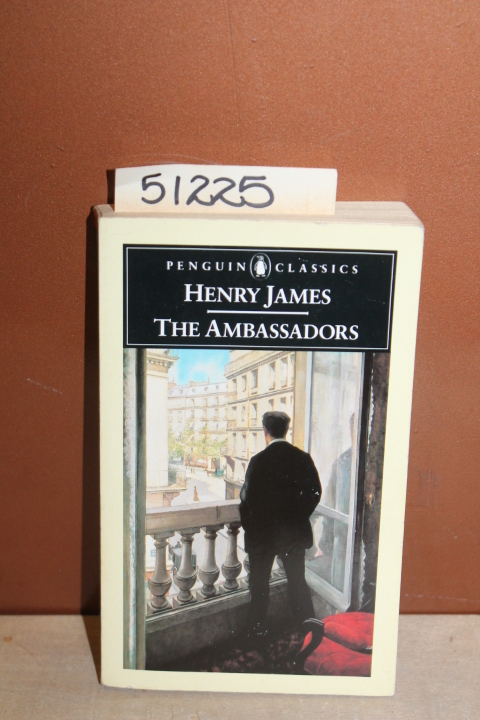 51225
PENGUIN CLASSICS
HENRY JAMES
THE AMBASSADORS